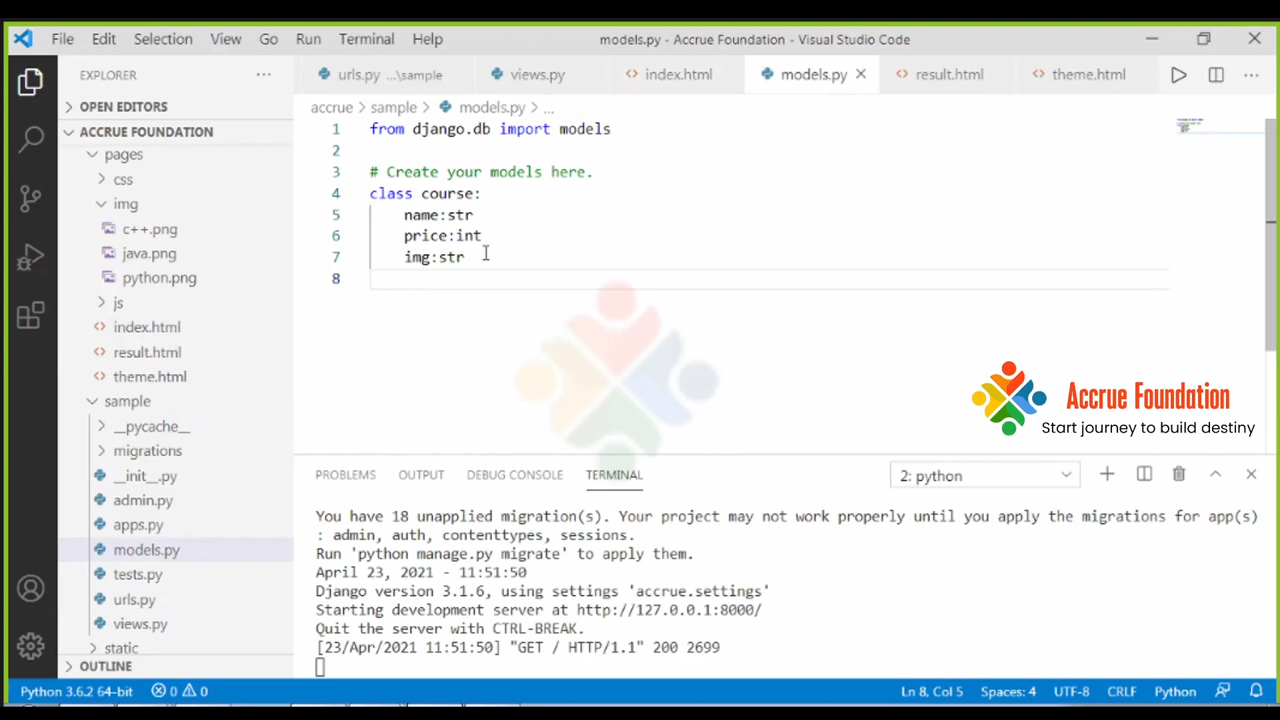 File Edit Selection View Go Run Terminal Help models.py - Accrue Foundation - Visual Studio Code
EXPLORER
urls.py ...\sample views.py index.html models.py result.html theme.html
OPEN EDITORS
ACCRUE FOUNDATION
pages
css
img
c++.png
java.png
python.png
js
index.html
result.html
theme.html
sample
__pycache__
migrations
__init__.py
admin.py
apps.py
models.py
tests.py
urls.py
views.py
static
OUTLINE
accrue > sample > models.py > ...
1 from django.db import models
2
3 # Create your models here.
4 class course:
5 name:str
6 price:int
7 img:str
8
Accrue Foundation
Start journey to build destiny
PROBLEMS OUTPUT DEBUG CONSOLE TERMINAL 2: python
You have 18 unapplied migration(s). Your project may not work properly until you apply the migrations for app(s)
: admin, auth, contenttypes, sessions.
Run 'python manage.py migrate' to apply them.
April 23, 2021 - 11:51:50
Django version 3.1.6, using settings 'accrue.settings'
Starting development server at http://127.0.0.1:8000/
Quit the server with CTRL-BREAK.
[23/Apr/2021 11:51:50] "GET / HTTP/1.1" 200 2699
Python 3.6.2 64-bit 0 0 Ln 8, Col 5 Spaces: 4 UTF-8 CRLF Python